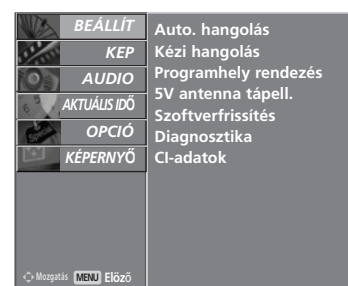 BEÁLLÍT
KEP
AUDIO
AKTUÁLIS IDŐ
OPCIÓ
KÉPERNYŐ
Auto. hangolás
Kézi hangolás
Programhely rendezés
5V antenna tápell.
Szoftverfrissítés
Diagnosztika
CI-adatok
Mozgatás MENU Előző